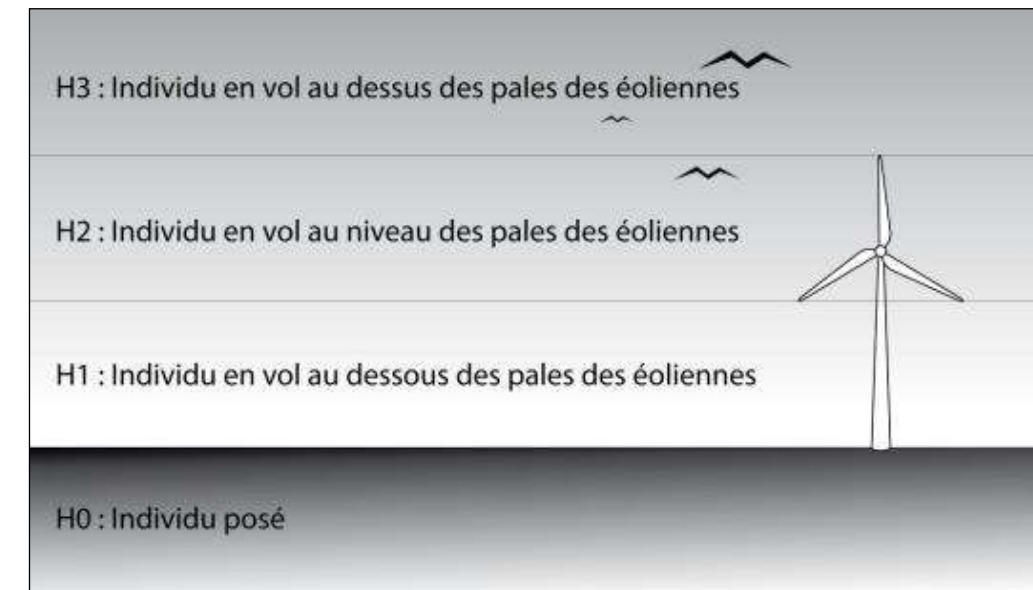 H3 : Individu en vol au dessus des pales des éoliennes
H2 : Individu en vol au niveau des pales des éoliennes
H1 : Individu en vol au dessous des pales des éoliennes
H0 : Individu posé